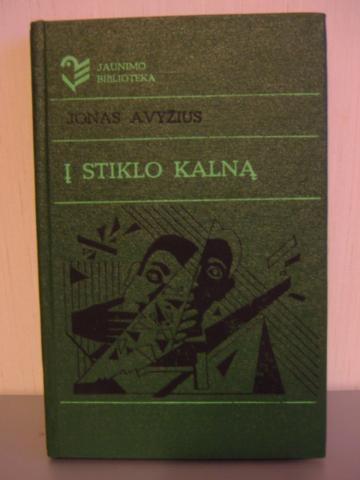 JAUNIMO
BIBLIOTEKA
JONAS AVYŽIUS
Į STIKLO KALNĄ